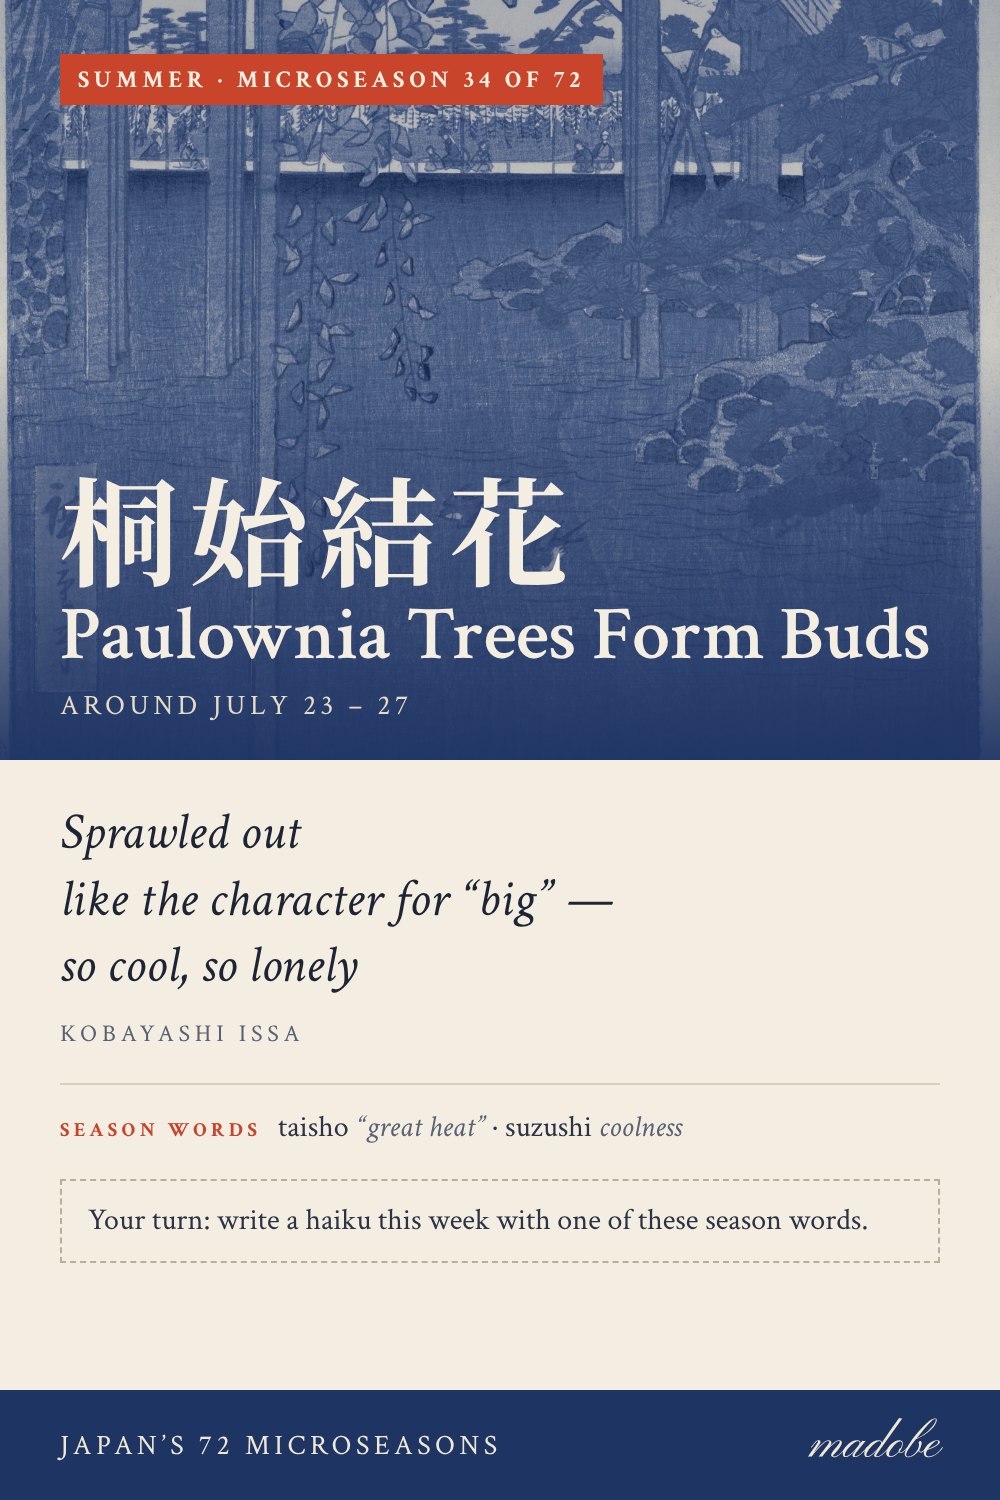 SUMMER · MICROSEASON 34 OF 72
桐始結花
Paulownia Trees Form Buds
AROUND JULY 23 – 27
Sprawled out
like the character for “big” —
so cool, so lonely
KOBAYASHI ISSA
SEASON WORDS taisho “great heat” · suzushi coolness
Your turn: write a haiku this week with one of these season words.
JAPAN’S 72 MICROSEASONS
madobe